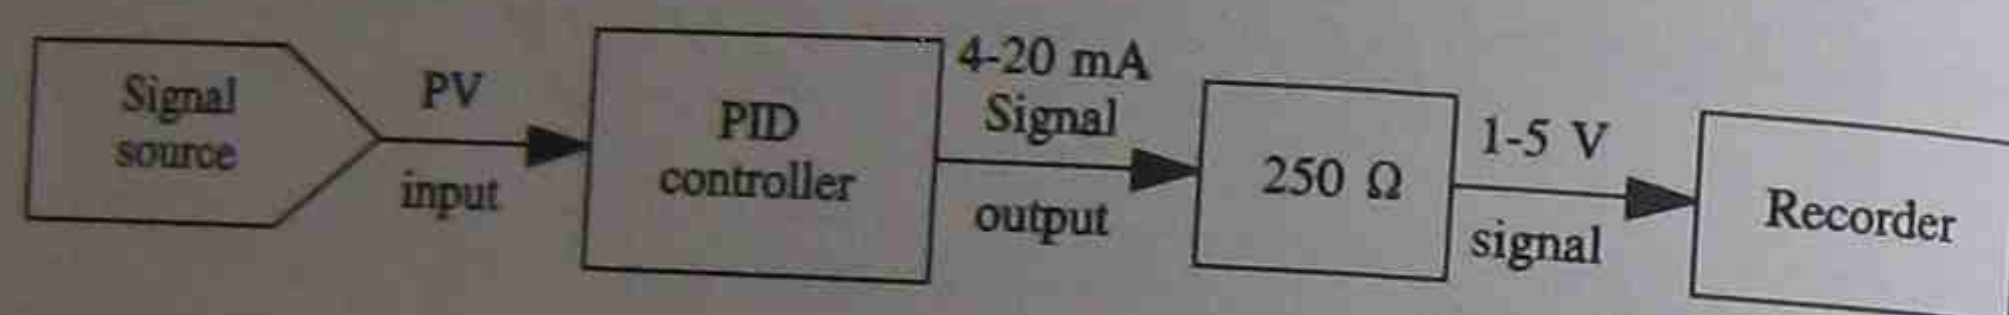 Signal
source
PV
input
PID
controller
4-20 mA
Signal
output
250 Ω
1-5 V
signal
Recorder